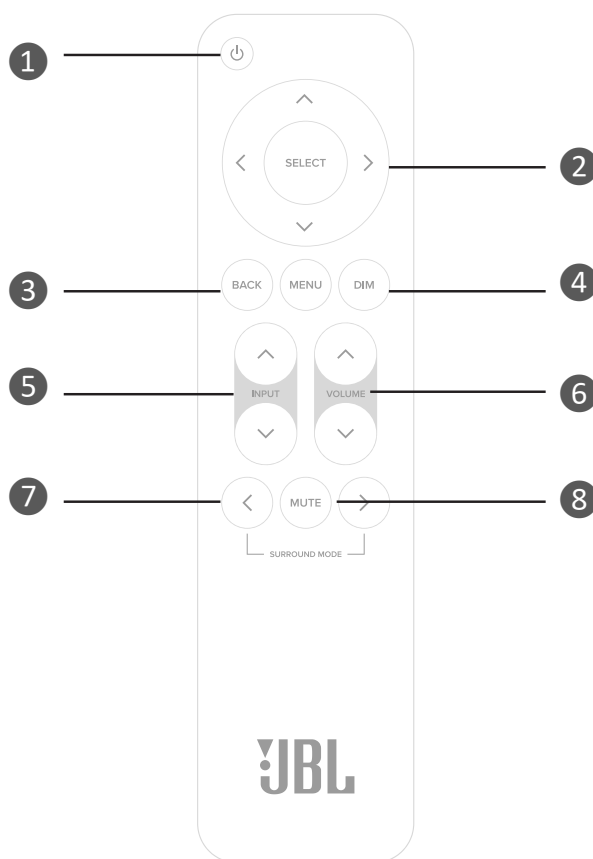 1
SELECT
2
3
BACK MENU DIM
4
5
INPUT VOLUME
6
7
MUTE
8
SURROUND MODE
JBL